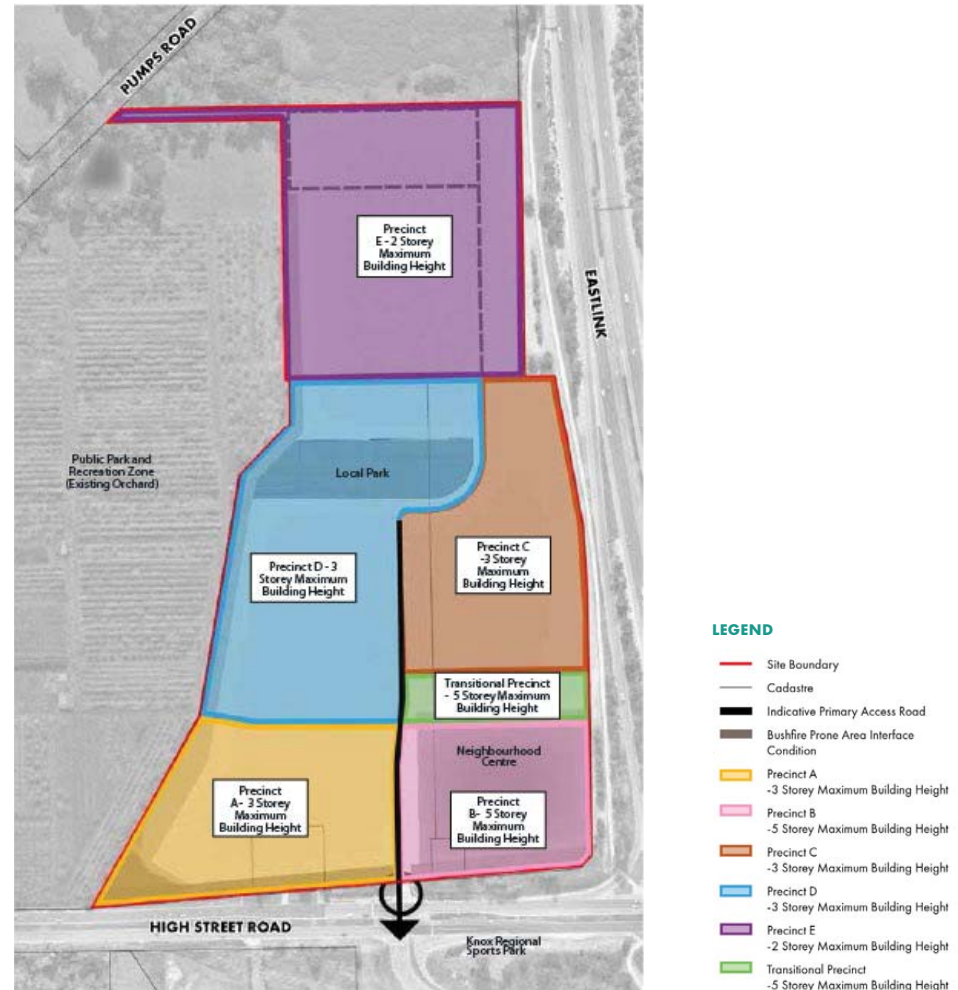 PUMPS ROAD
Precinct
E - 2 Storey
Maximum
Building Height
EASTLINK
Public Park and
Recreation Zone
(Existing Orchard)
Local Park
Precinct D - 3
Storey Maximum
Building Height
Precinct C
-3 Storey
Maximum
Building Height
Transitional Precinct
- 5 Storey Maximum
Building Height
Neighbourhood
Centre
Precinct
A- 3 Storey
Maximum
Building Height
Precinct
B- 5 Storey
Maximum
Building Height
HIGH STREET ROAD
Knox Regional
Sports Park
LEGEND
Site Boundary
Cadastre
Indicative Primary Access Road
Bushfire Prone Area Interface
Condition
Precinct A
-3 Storey Maximum Building Height
Precinct B
-5 Storey Maximum Building Height
Precinct C
-3 Storey Maximum Building Height
Precinct D
-3 Storey Maximum Building Height
Precinct E
-2 Storey Maximum Building Height
Transitional Precinct
-5 Storey Maximum Building Height